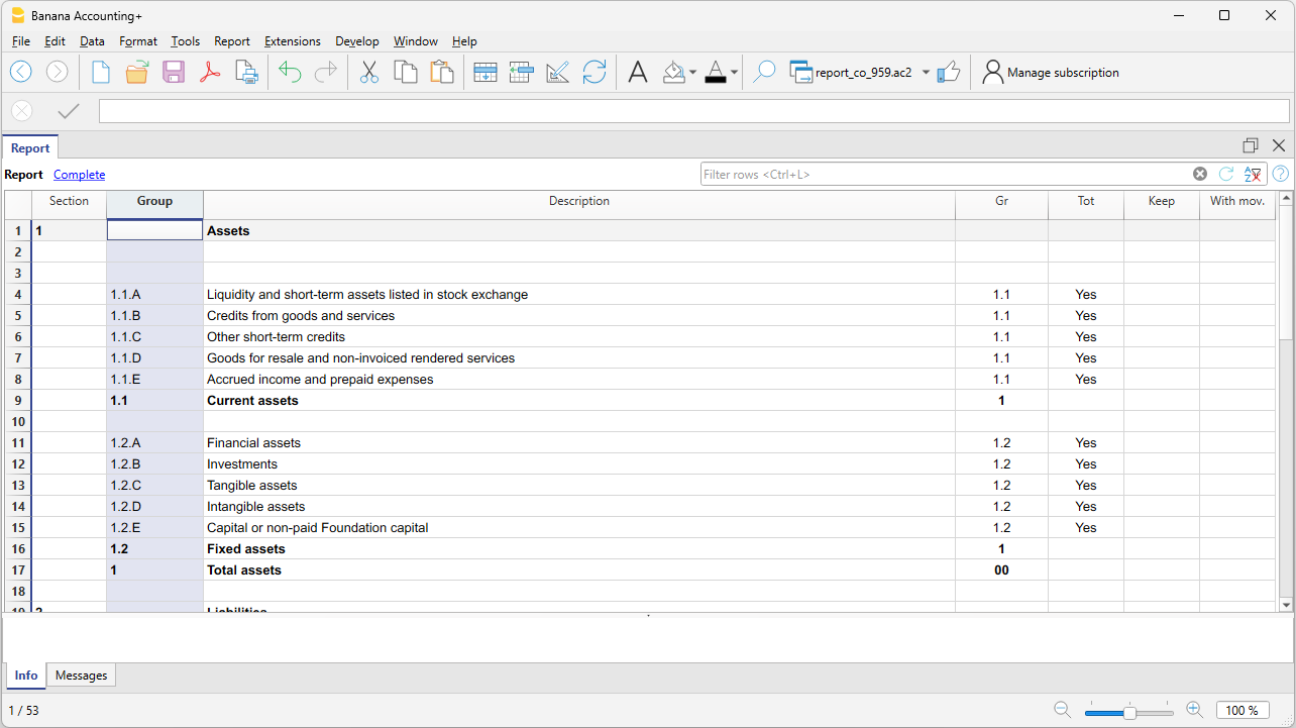 Banana Accounting+
File Edit Data Format Tools Report Extensions Develop Window Help
report_co_959.ac2 Manage subscription
Report
Report Complete Filter rows <Ctrl+L>
Section Group Description Gr Tot Keep With mov.
1 1 Assets
2
3
4 1.1.A Liquidity and short-term assets listed in stock exchange 1.1 Yes
5 1.1.B Credits from goods and services 1.1 Yes
6 1.1.C Other short-term credits 1.1 Yes
7 1.1.D Goods for resale and non-invoiced rendered services 1.1 Yes
8 1.1.E Accrued income and prepaid expenses 1.1 Yes
9 1.1 Current assets 1
10
11 1.2.A Financial assets 1.2 Yes
12 1.2.B Investments 1.2 Yes
13 1.2.C Tangible assets 1.2 Yes
14 1.2.D Intangible assets 1.2 Yes
15 1.2.E Capital or non-paid Foundation capital 1.2 Yes
16 1.2 Fixed assets 1
17 1 Total assets 00
18
19 2 Liabilities
Info Messages
1 / 53 100 %